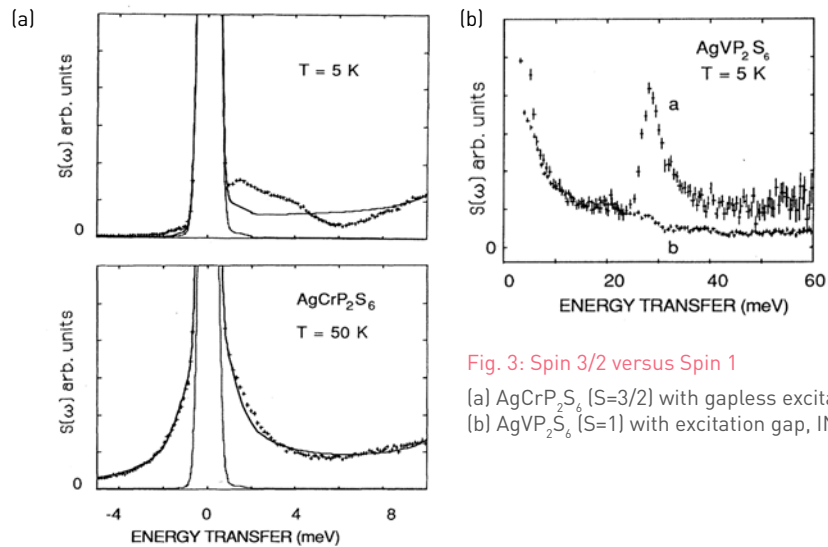 (a)
T = 5 K
S(ω) arb. units
0
AgCrP₂S₆
T = 50 K
S(ω) arb. units
0
-4 0 4 8
ENERGY TRANSFER (meV)
(b)
AgVP₂S₆
T = 5 K
a
S(ω) arb. units
0
b
0 20 40 60
ENERGY TRANSFER (meV)
Fig. 3: Spin 3/2 versus Spin 1
(a) AgCrP₂S₆ (S=3/2) with gapless excita
(b) AgVP₂S₆ (S=1) with excitation gap, IN